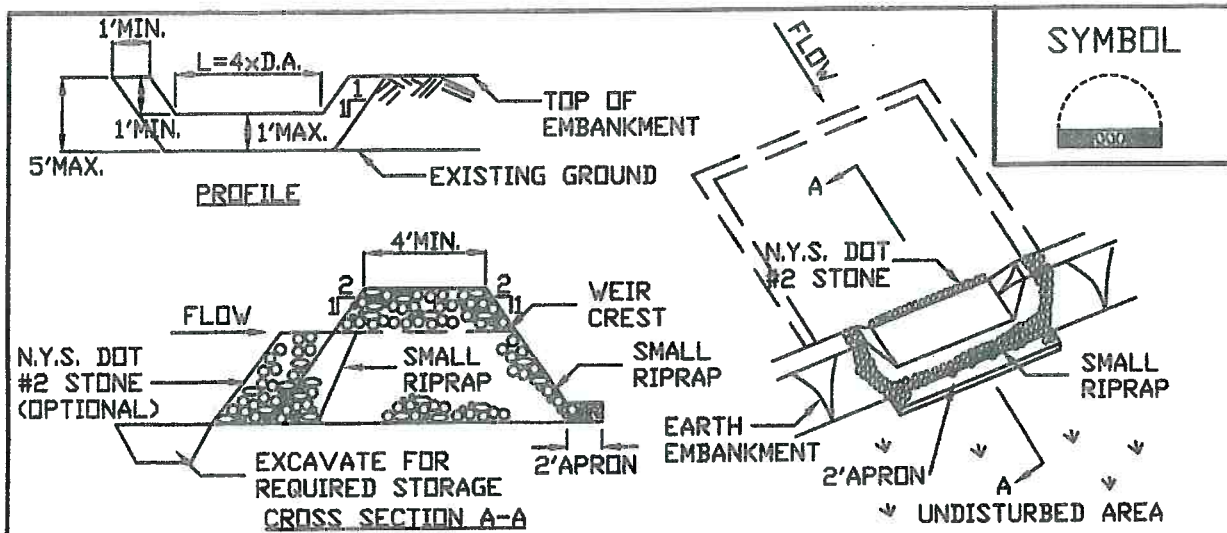 1'MIN.
L=4xD.A.
1
1
1'MIN.
1'MAX.
5'MAX.
TOP OF
EMBANKMENT
EXISTING GROUND
PROFILE
FLOW
SYMBOL
A
N.Y.S. DOT
#2 STONE
SMALL
RIPRAP
EARTH
EMBANKMENT
2'APRON
A
UNDISTURBED AREA
4'MIN.
2
1
2
1
FLOW
WEIR
CREST
N.Y.S. DOT
#2 STONE
(OPTIONAL)
SMALL
RIPRAP
SMALL
RIPRAP
2'APRON
EXCAVATE FOR
REQUIRED STORAGE
CROSS SECTION A-A